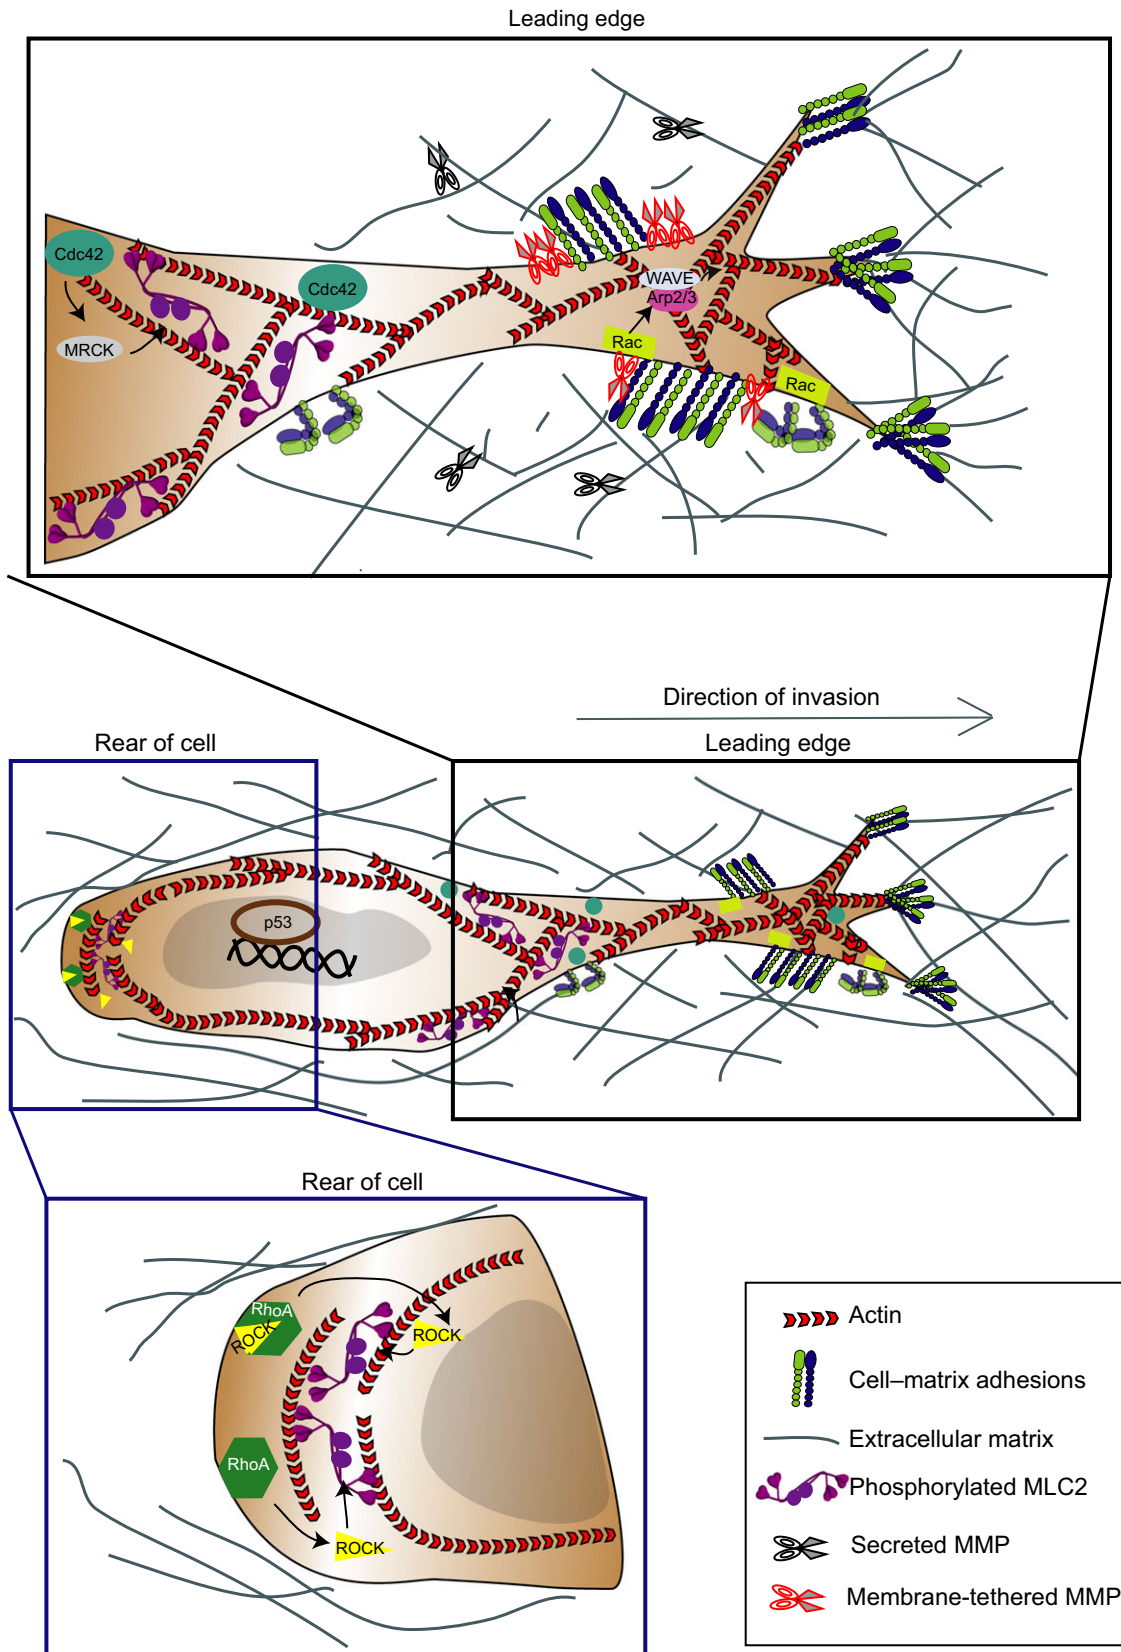 Leading edge
Cdc42
Cdc42
MRCK
WAVE
Arp2/3
Rac
Rac
Direction of invasion
Rear of cell
Leading edge
p53
Rear of cell
RhoA
ROCK
ROCK
RhoA
ROCK
Actin
Cell–matrix adhesions
Extracellular matrix
Phosphorylated MLC2
Secreted MMP
Membrane-tethered MMP